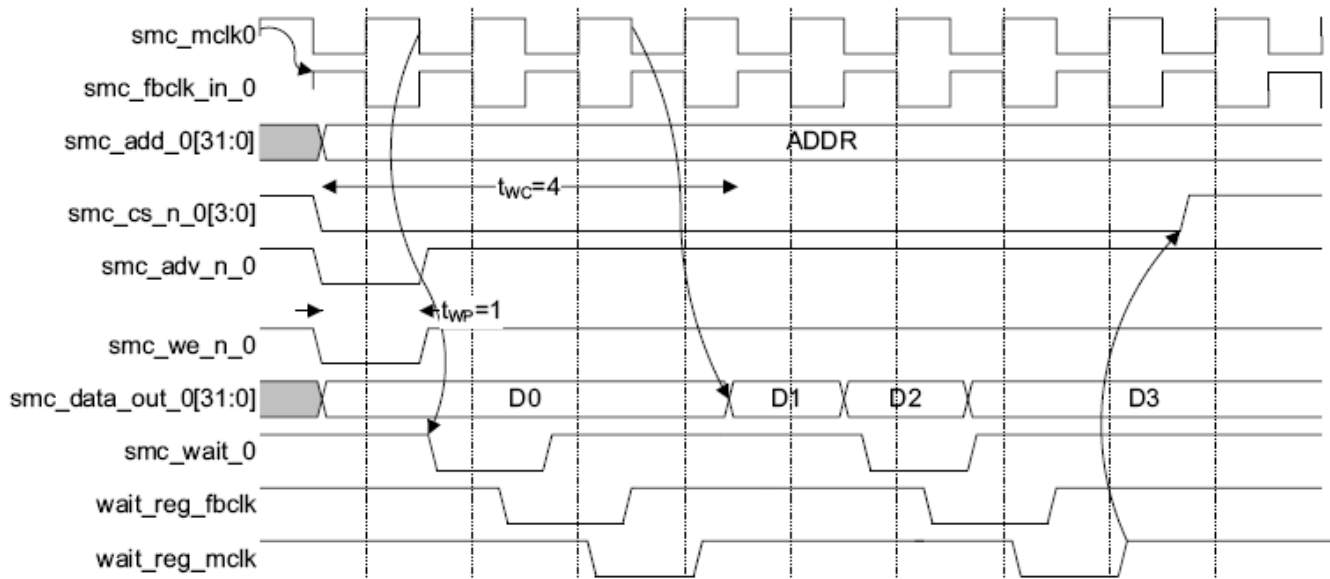 smc_mclk0
smc_fbclk_in_0
smc_add_0[31:0]
ADDR
tWC=4
smc_cs_n_0[3:0]
smc_adv_n_0
tWP=1
smc_we_n_0
smc_data_out_0[31:0]
D0
D1
D2
D3
smc_wait_0
wait_reg_fbclk
wait_reg_mclk